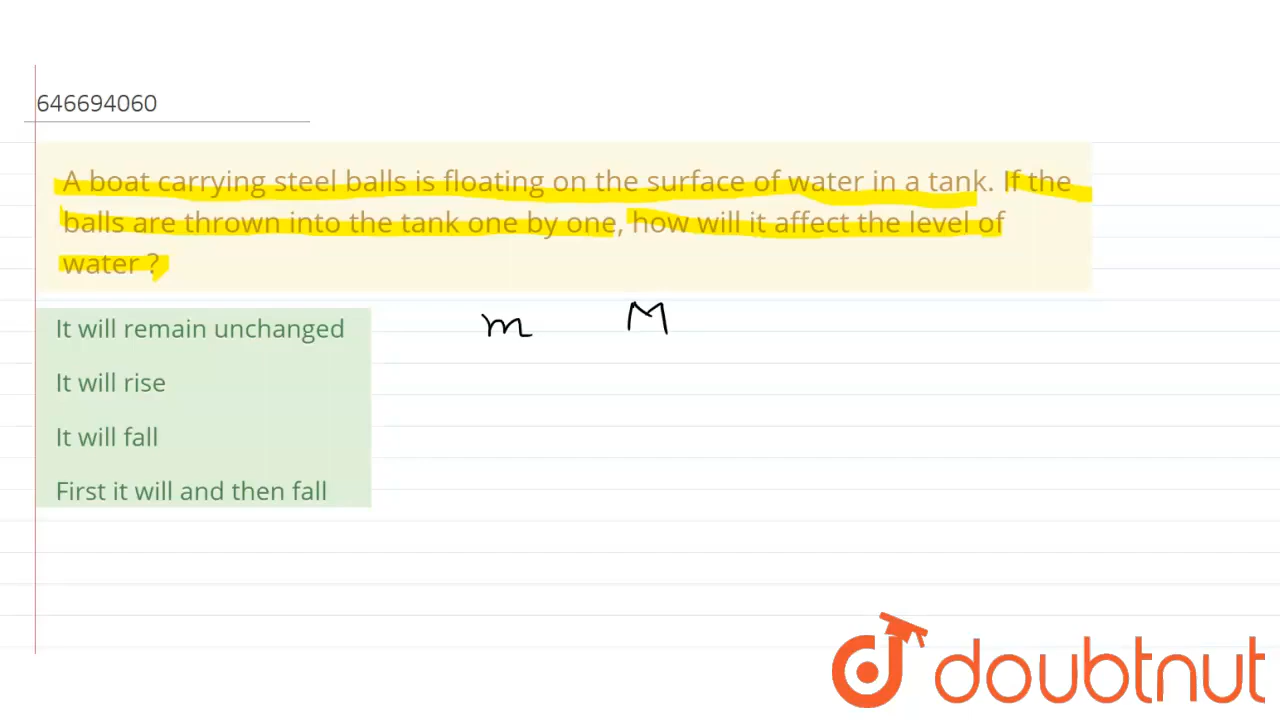 646694060
A boat carrying steel balls is floating on the surface of water in a tank. If the
balls are thrown into the tank one by one, how will it affect the level of
water ?
It will remain unchanged
m M
It will rise
It will fall
First it will and then fall
doubtnut